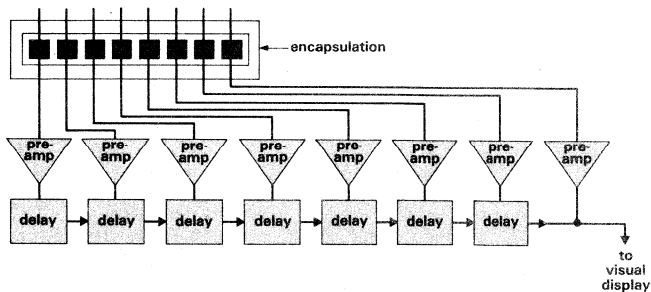 encapsulation
pre-
amp
pre-
amp
pre-
amp
pre-
amp
pre-
amp
pre-
amp
pre-
amp
pre-
amp
delay
delay
delay
delay
delay
delay
delay
to
visual
display